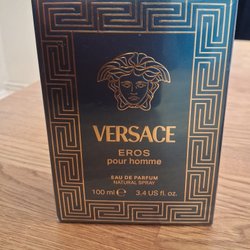 VERSACE
EROS
pour homme
EAU DE PARFUM
NATURAL SPRAY
100 ml ℮ 3.4 US fl. oz.